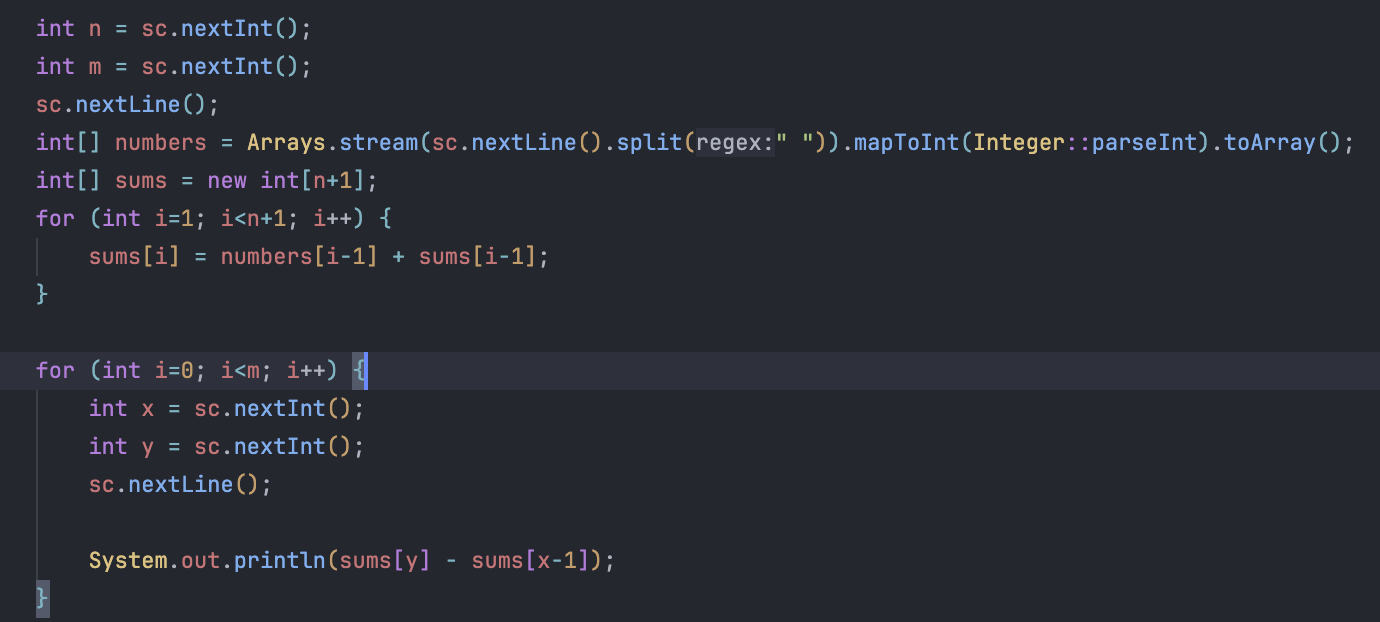 int n = sc.nextInt();
int m = sc.nextInt();
sc.nextLine();
int[] numbers = Arrays.stream(sc.nextLine().split(regex:" ")).mapToInt(Integer::parseInt).toArray();
int[] sums = new int[n+1];
for (int i=1; i<n+1; i++) {
    sums[i] = numbers[i-1] + sums[i-1];
}

for (int i=0; i<m; i++) {
    int x = sc.nextInt();
    int y = sc.nextInt();
    sc.nextLine();

    System.out.println(sums[y] - sums[x-1]);
}